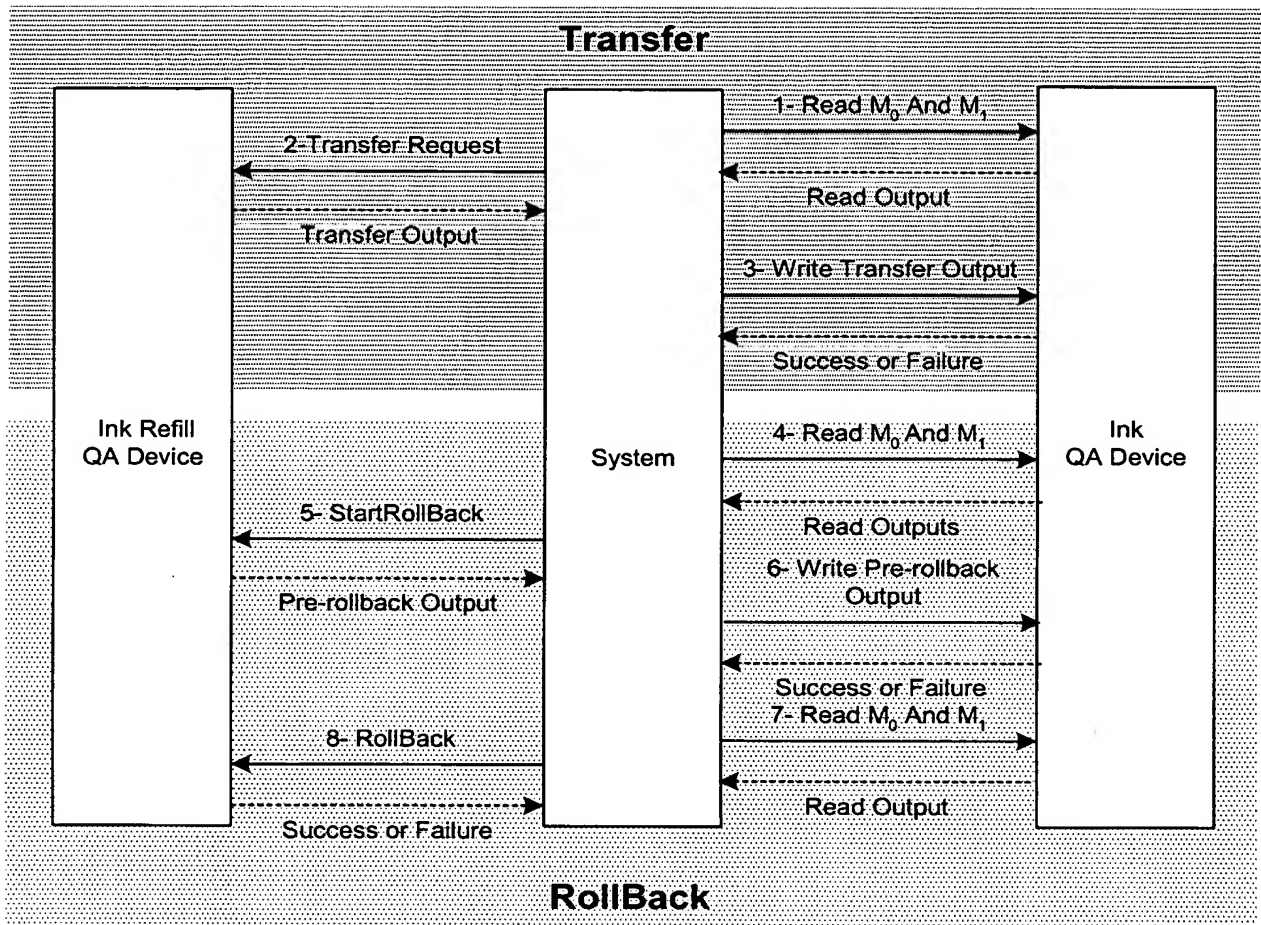 Transfer
1- Read M₀ And M₁
2-Transfer Request
Read Output
Transfer Output
3- Write Transfer Output
Success or Failure
Ink Refill
QA Device
System
Ink
QA Device
4- Read M₀ And M₁
Read Outputs
5- StartRollBack
6- Write Pre-rollback
Output
Pre-rollback Output
Success or Failure
7- Read M₀ And M₁
8- RollBack
Read Output
Success or Failure
RollBack